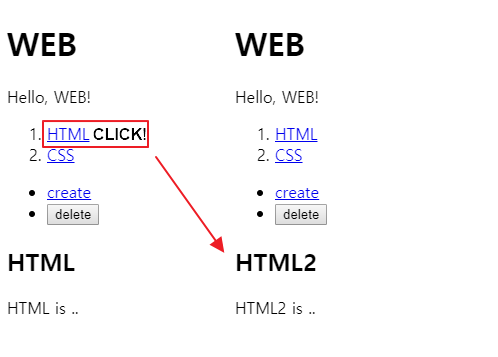 WEB
Hello, WEB!
1. HTML CLICK!
2. CSS
• create
• delete
HTML
HTML is ..
WEB
Hello, WEB!
1. HTML
2. CSS
• create
• delete
HTML2
HTML2 is ..